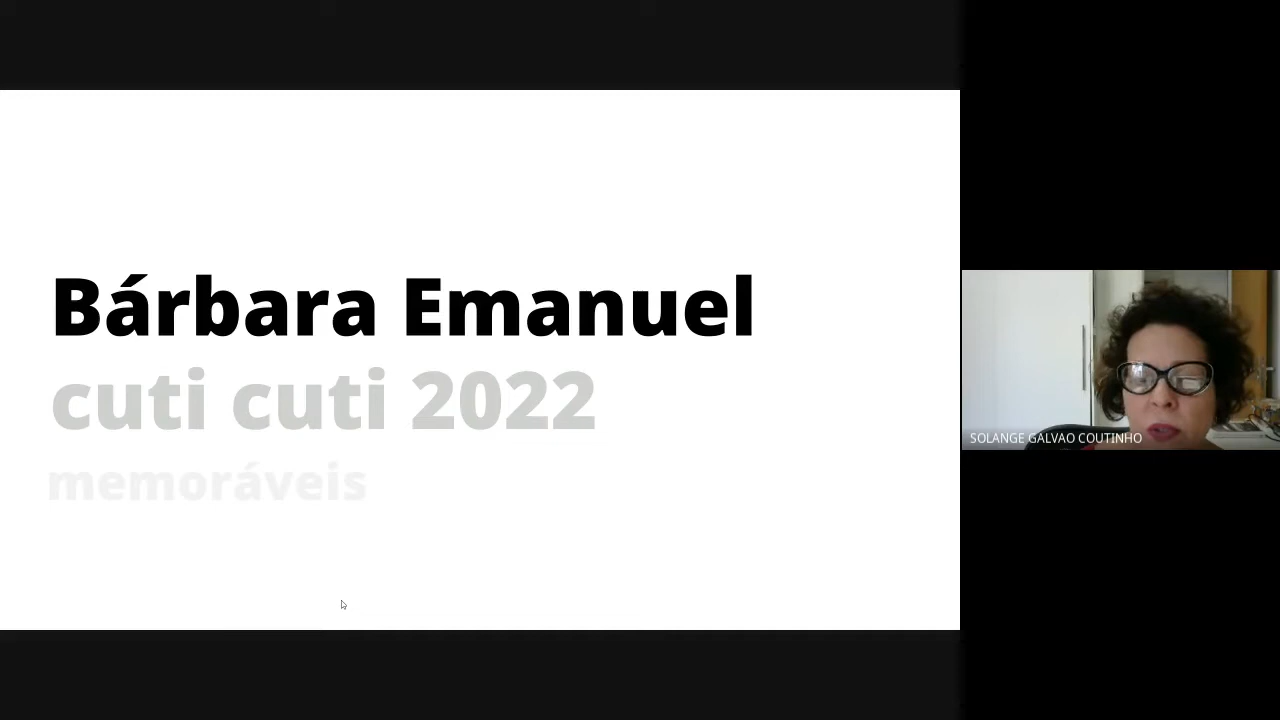 Bárbara Emanuel
cuti cuti 2022
memoráveis
SOLANGE GALVAO COUTINHO